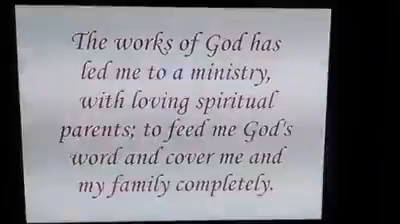 The works of God has
led me to a ministry,
with loving spiritual
parents; to feed me God's
word and cover me and
my family completely.